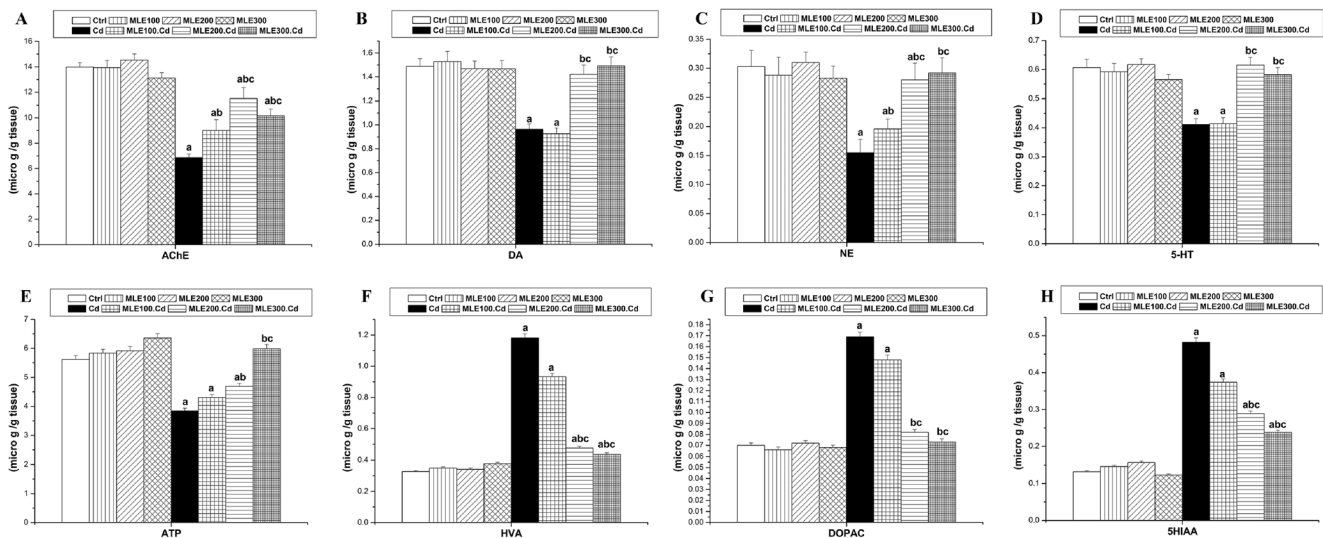 A
Ctrl MLE100 MLE200 MLE300
Cd MLE100.Cd MLE200.Cd MLE300.Cd
(micro g /g tissue)
16
14
12
10
8
6
4
2
0
a
ab
abc
abc
AChE
B
Ctrl MLE100 MLE200 MLE300
Cd MLE100.Cd MLE200.Cd MLE300.Cd
(micro g /g tissue)
1.6
1.4
1.2
1.0
0.8
0.6
0.4
0.2
0.0
a
a
bc
bc
DA
C
Ctrl MLE100 MLE200 MLE300
Cd MLE100.Cd MLE200.Cd MLE300.Cd
(micro g /g tissue)
0.35
0.30
0.25
0.20
0.15
0.10
0.05
0.00
a
ab
abc
bc
NE
D
Ctrl MLE100 MLE200 MLE300
Cd MLE100.Cd MLE200.Cd MLE300.Cd
(micro g /g tissue)
0.7
0.6
0.5
0.4
0.3
0.2
0.1
0.0
a
a
bc
bc
5-HT
E
Ctrl MLE100 MLE200 MLE300
Cd MLE100.Cd MLE200.Cd MLE300.Cd
(micro g /g tissue)
7
6
5
4
3
2
1
0
a
a
ab
bc
ATP
F
Ctrl MLE100 MLE200 MLE300
Cd MLE100.Cd MLE200.Cd MLE300.Cd
(micro g /g tissue)
1.2
1.0
0.8
0.6
0.4
0.2
0.0
a
a
abc
abc
HVA
G
Ctrl MLE100 MLE200 MLE300
Cd MLE100.Cd MLE200.Cd MLE300.Cd
(micro g /g tissue)
0.18
0.17
0.16
0.15
0.14
0.13
0.12
0.11
0.10
0.09
0.08
0.07
0.06
0.05
0.04
0.03
0.02
0.01
0.00
a
a
bc
bc
DOPAC
H
Ctrl MLE100 MLE200 MLE300
Cd MLE100.Cd MLE200.Cd MLE300.Cd
(micro g /g tissue)
0.5
0.4
0.3
0.2
0.1
0.0
a
a
abc
abc
5HIAA